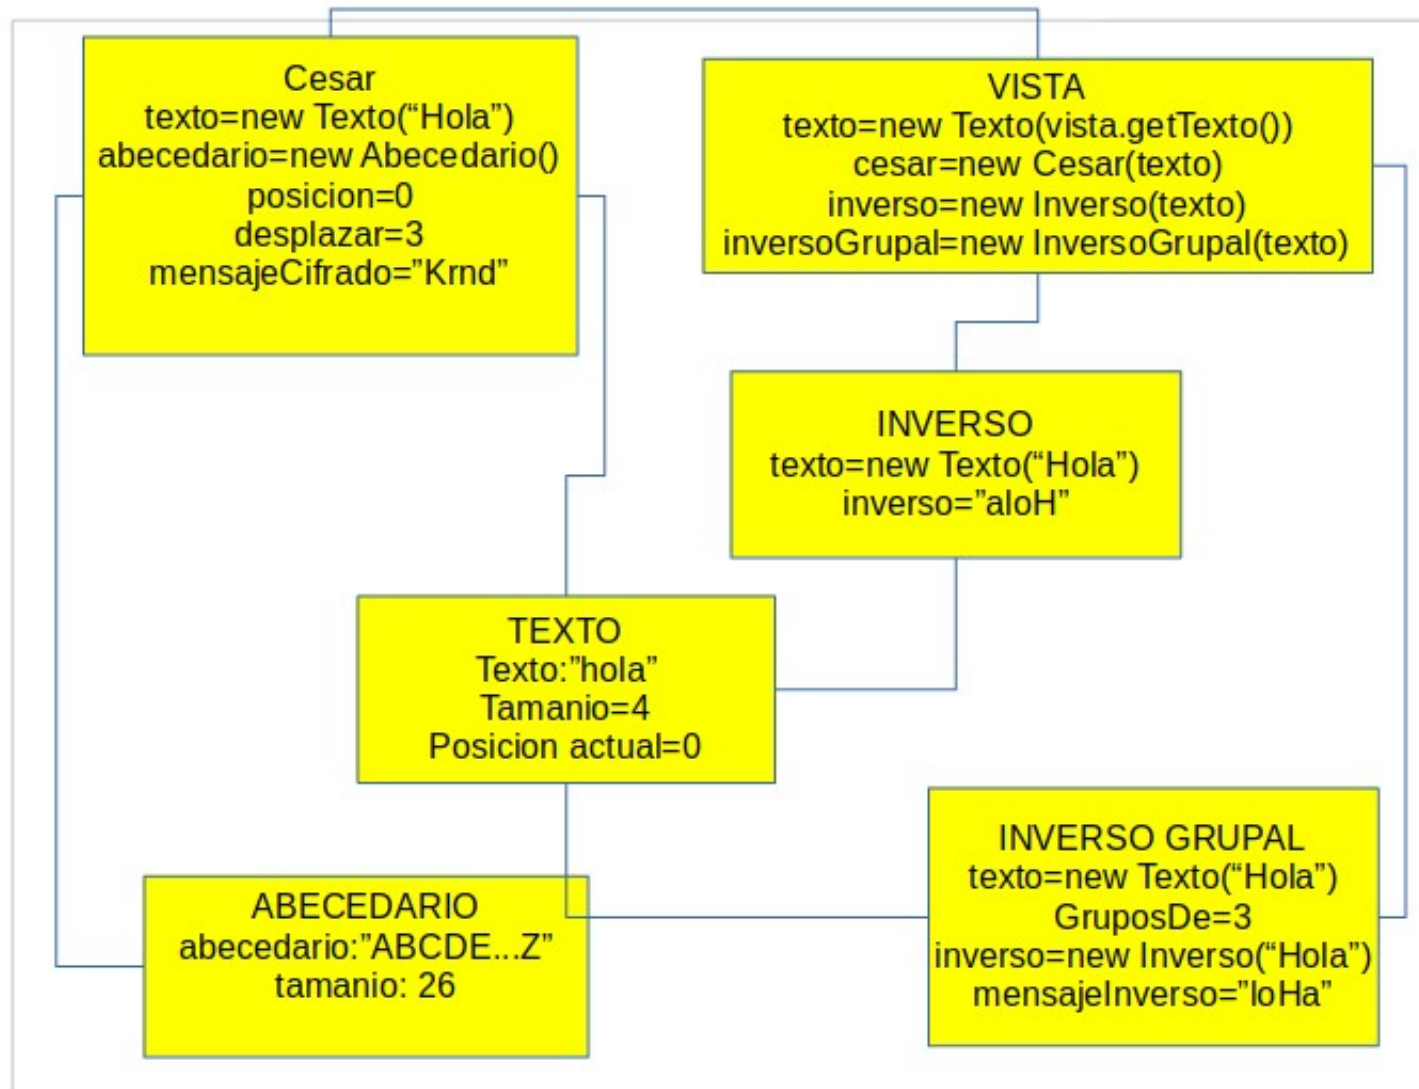 Cesar
texto=new Texto(“Hola”)
abecedario=new Abecedario()
posicion=0
desplazar=3
mensajeCifrado=”Krnd”
VISTA
texto=new Texto(vista.getTexto())
cesar=new Cesar(texto)
inverso=new Inverso(texto)
inversoGrupal=new InversoGrupal(texto)
INVERSO
texto=new Texto(“Hola”)
inverso=”aloH”
TEXTO
Texto:”hola”
Tamanio=4
Posicion actual=0
ABECEDARIO
abecedario:”ABCDE...Z”
tamanio: 26
INVERSO GRUPAL
texto=new Texto(“Hola”)
GruposDe=3
inverso=new Inverso(“Hola”)
mensajeInverso=”loHa”